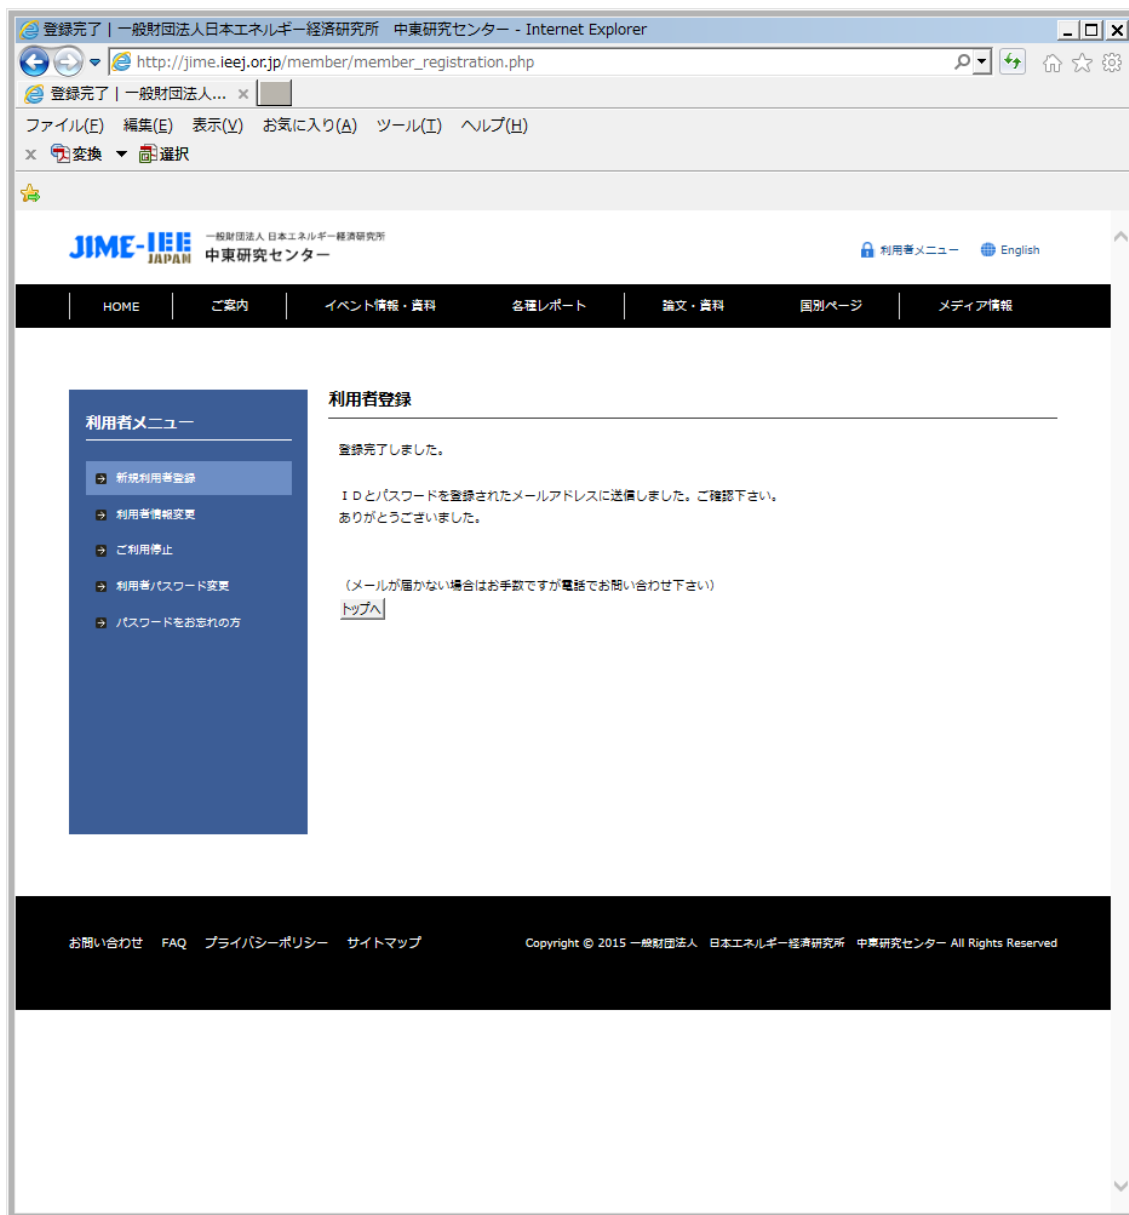 登録完了 | 一般財団法人日本エネルギー経済研究所　中東研究センター - Internet Explorer
http://jime.ieej.or.jp/member/member_registration.php
登録完了 | 一般財団法人...
ファイル(F) 編集(E) 表示(V) お気に入り(A) ツール(T) ヘルプ(H)
変換 選択
JIME-IEE JAPAN 一般財団法人 日本エネルギー経済研究所
中東研究センター
利用者メニュー English
HOME ご案内 イベント情報・資料 各種レポート 論文・資料 国別ページ メディア情報
利用者メニュー
新規利用者登録
利用者情報変更
ご利用停止
利用者パスワード変更
パスワードをお忘れの方
利用者登録
登録完了しました。
ＩＤとパスワードを登録されたメールアドレスに送信しました。ご確認下さい。
ありがとうございました。
（メールが届かない場合はお手数ですが電話でお問い合わせ下さい）
トップへ
お問い合わせ FAQ プライバシーポリシー サイトマップ Copyright © 2015 一般財団法人　日本エネルギー経済研究所　中東研究センター All Rights Reserved